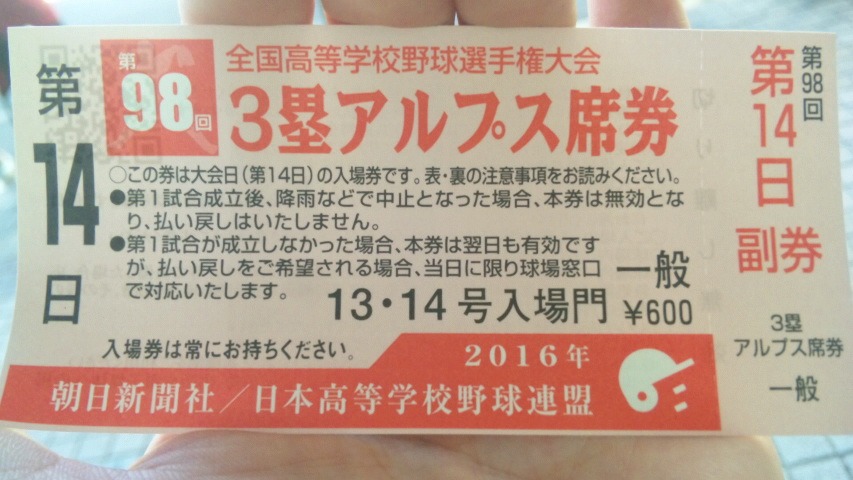 第14日
第98回
全国高等学校野球選手権大会
3塁アルプス席券
○この券は大会日(第14日)の入場券です。表・裏の注意事項をお読みください。
●第1試合成立後、降雨などで中止となった場合、本券は無効とな
り、払い戻しはいたしません。
●第1試合が成立しなかった場合、本券は翌日も有効です
が、払い戻しをご希望される場合、当日に限り球場窓口
で対応いたします。
13・14号入場門
一般
¥600
入場券は常にお持ちください。
2016年
朝日新聞社/日本高等学校野球連盟
第98回
第14日
副券
3塁
アルプス席券
一般